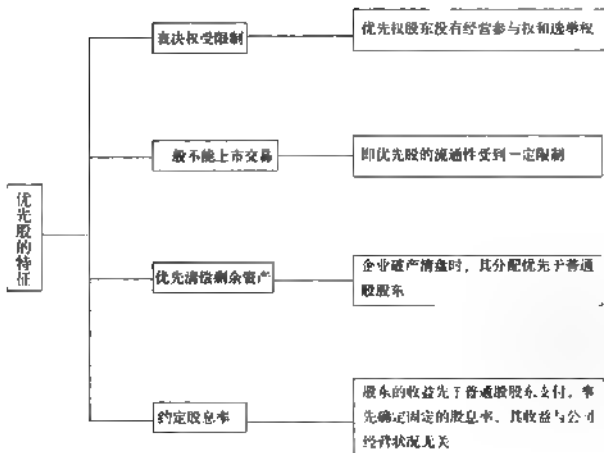 优先股的特征
表决权受限制
优先权股东没有经营参与权和选举权
一般不能上市交易
即优先股的流通性受到一定限制
优先清偿剩余资产
企业破产清盘时，其分配优先于普通
股股东
约定股息率
股东的收益先于普通股股东支付，事
先确定固定的股息率，其收益与公司
经营状况无关